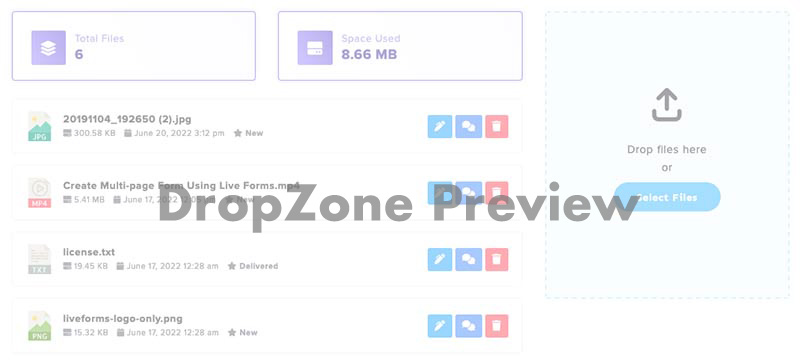 Total Files
6
Space Used
8.66 MB
20191104_192650 (2).jpg
JPG
300.58 KB June 20, 2022 3:12 pm New
Create Multi-page Form Using Live Forms.mp4
MP4
5.41 MB June 17, 2022 pm New
DropZone Preview
license.txt
TXT
19.45 KB June 17, 2022 12:28 am Delivered
liveforms-logo-only.png
PNG
15.32 KB June 17, 2022 12:28 am New
Drop files here
or
Select Files